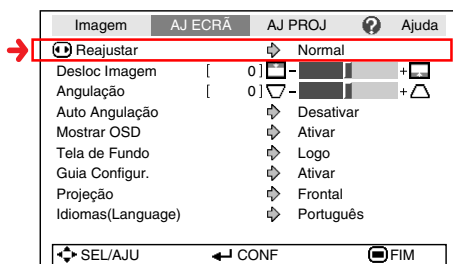 Imagem AJ ECRÃ AJ PROJ ? Ajuda
Reajustar Normal
Desloc Imagem [ 0 ] - +
Angulação [ 0 ] - +
Auto Angulação Desativar
Mostrar OSD Ativar
Tela de Fundo Logo
Guia Configur. Ativar
Projeção Frontal
Idiomas(Language) Português
SEL/AJU CONF FIM